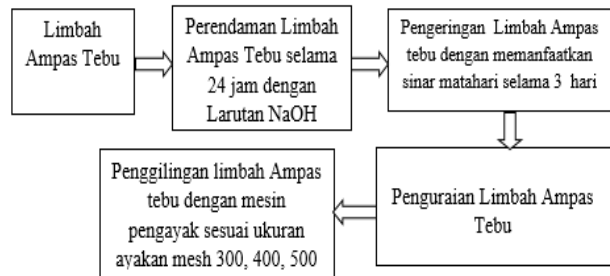 Limbah
Ampas Tebu
Perendaman Limbah
Ampas Tebu selama
24 jam dengan
Larutan NaOH
Pengeringan Limbah Ampas
tebu dengan memanfaatkan
sinar matahari selama 3 hari
Penguraian Limbah Ampas
Tebu
Penggilingan limbah Ampas
tebu dengan mesin
pengayak sesuai ukuran
ayakan mesh 300, 400, 500